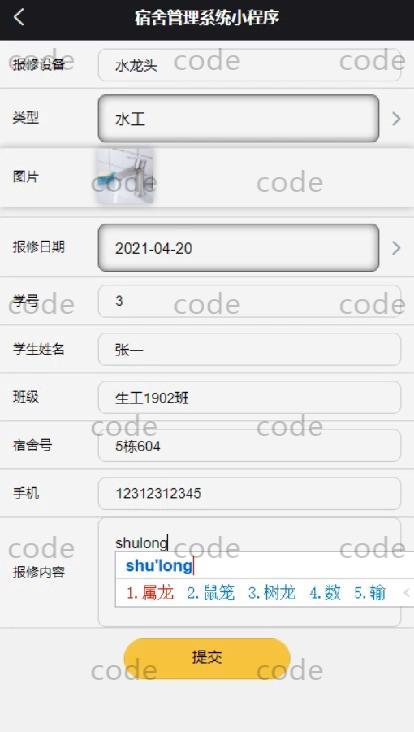 宿舍管理系统小程序
报修设备 水龙头
code code code
类型 水工
图片
code code
报修日期 2021-04-20
学号 3
code code code
学生姓名 张一
班级 生工1902班
code code
宿舍号 5栋604
手机 12312312345
shulong
code code code
shu'long
报修内容
1.属龙 2.鼠笼 3.树龙 4.数 5.输
提交
code code